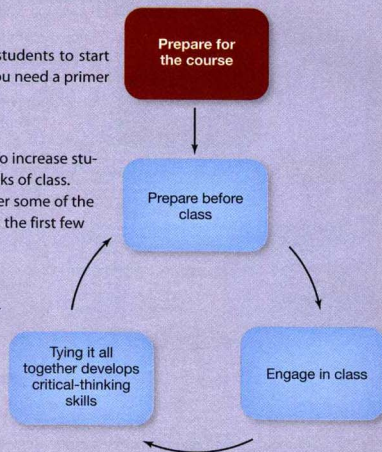 students to start
ou need a primer
Prepare for
the course
o increase stu-
ks of class.
er some of the
the first few
Prepare before
class
Tying it all
together develops
critical-thinking
skills
Engage in class